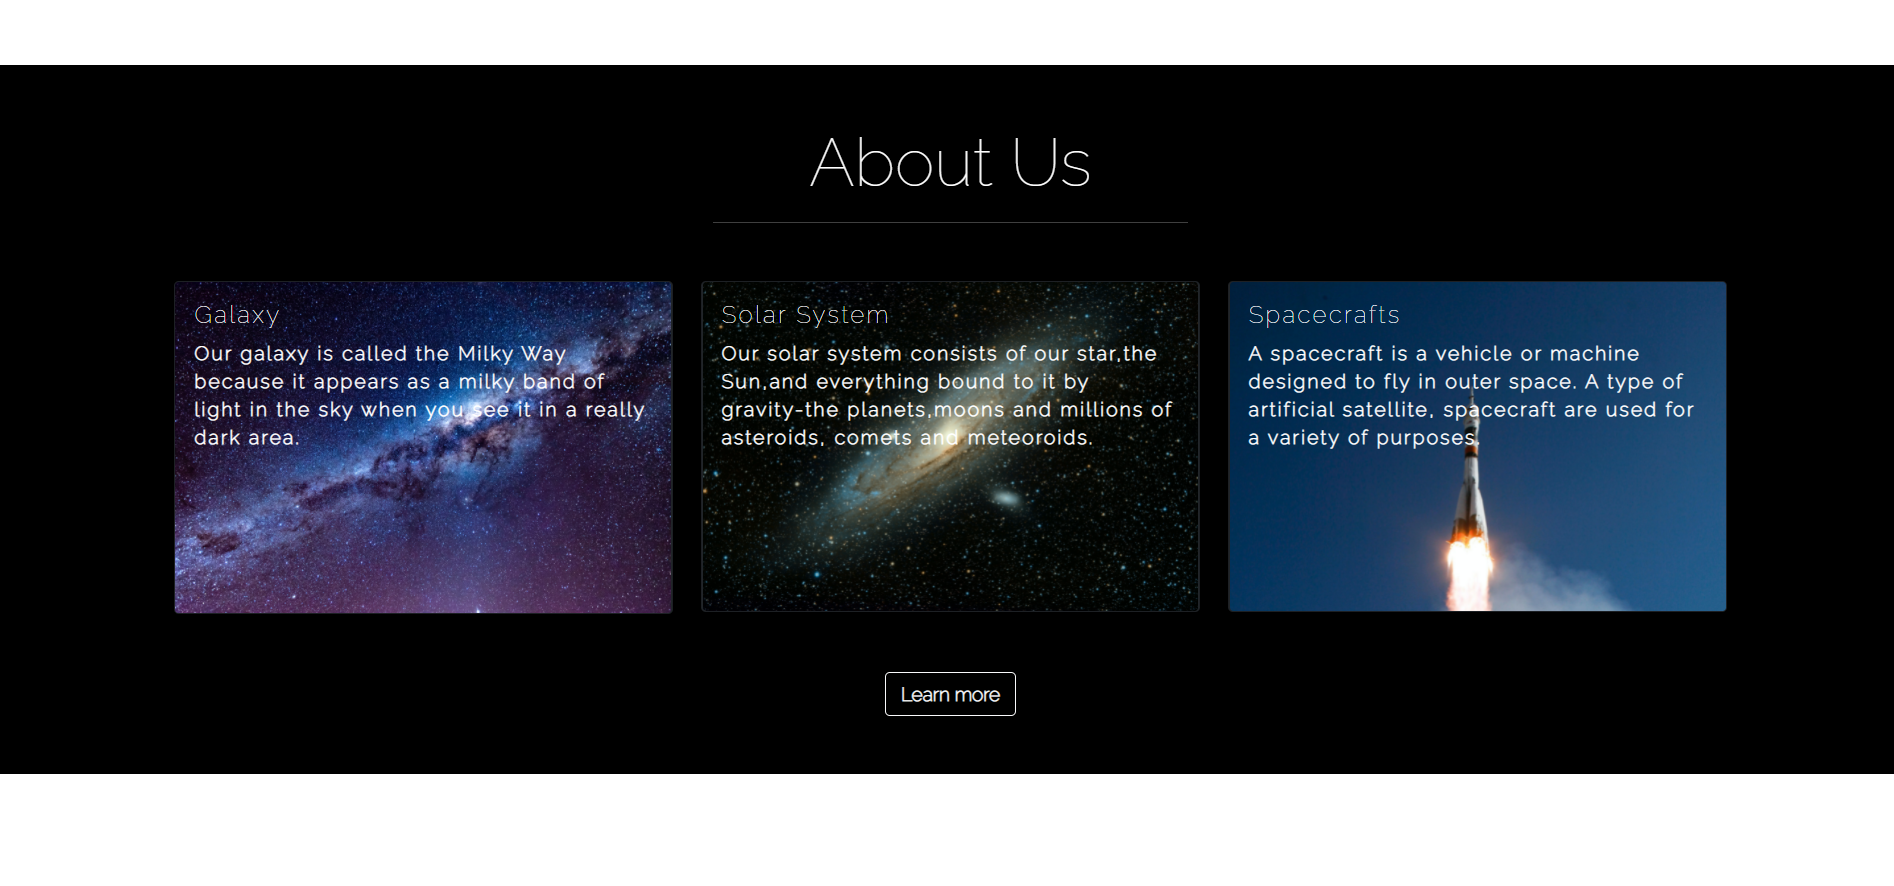 About Us
Galaxy
Our galaxy is called the Milky Way
because it appears as a milky band of
light in the sky when you see it in a really
dark area.
Solar System
Our solar system consists of our star,the
Sun,and everything bound to it by
gravity-the planets,moons and millions of
asteroids, comets and meteoroids.
Spacecrafts
A spacecraft is a vehicle or machine
designed to fly in outer space. A type of
artificial satellite, spacecraft are used for
a variety of purposes.
Learn more